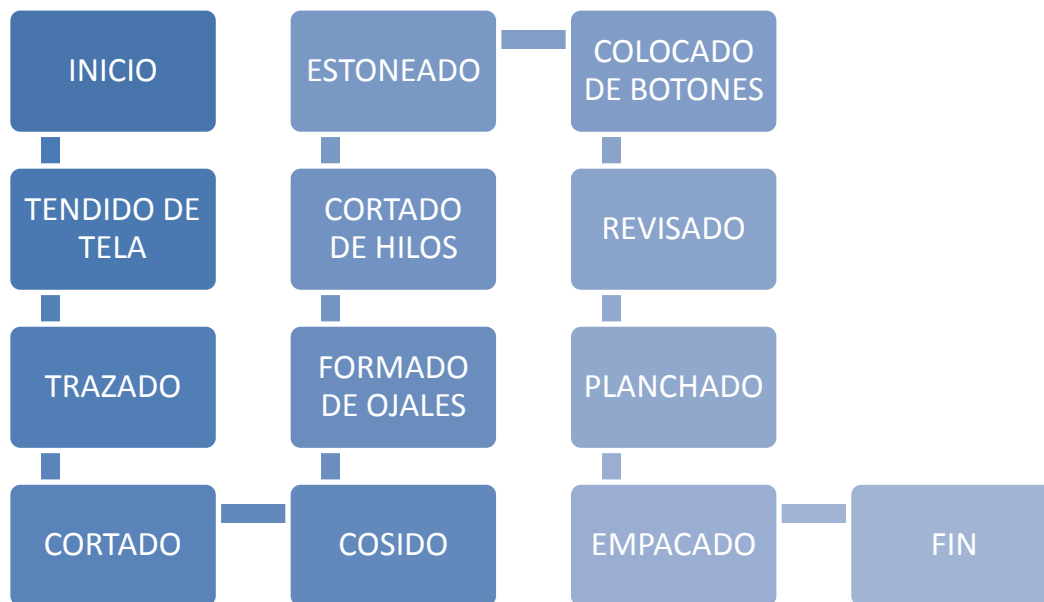 INICIO
TENDIDO DE
TELA
TRAZADO
CORTADO
COSIDO
FORMADO
DE OJALES
CORTADO
DE HILOS
ESTONEADO
COLOCADO
DE BOTONES
REVISADO
PLANCHADO
EMPACADO
FIN